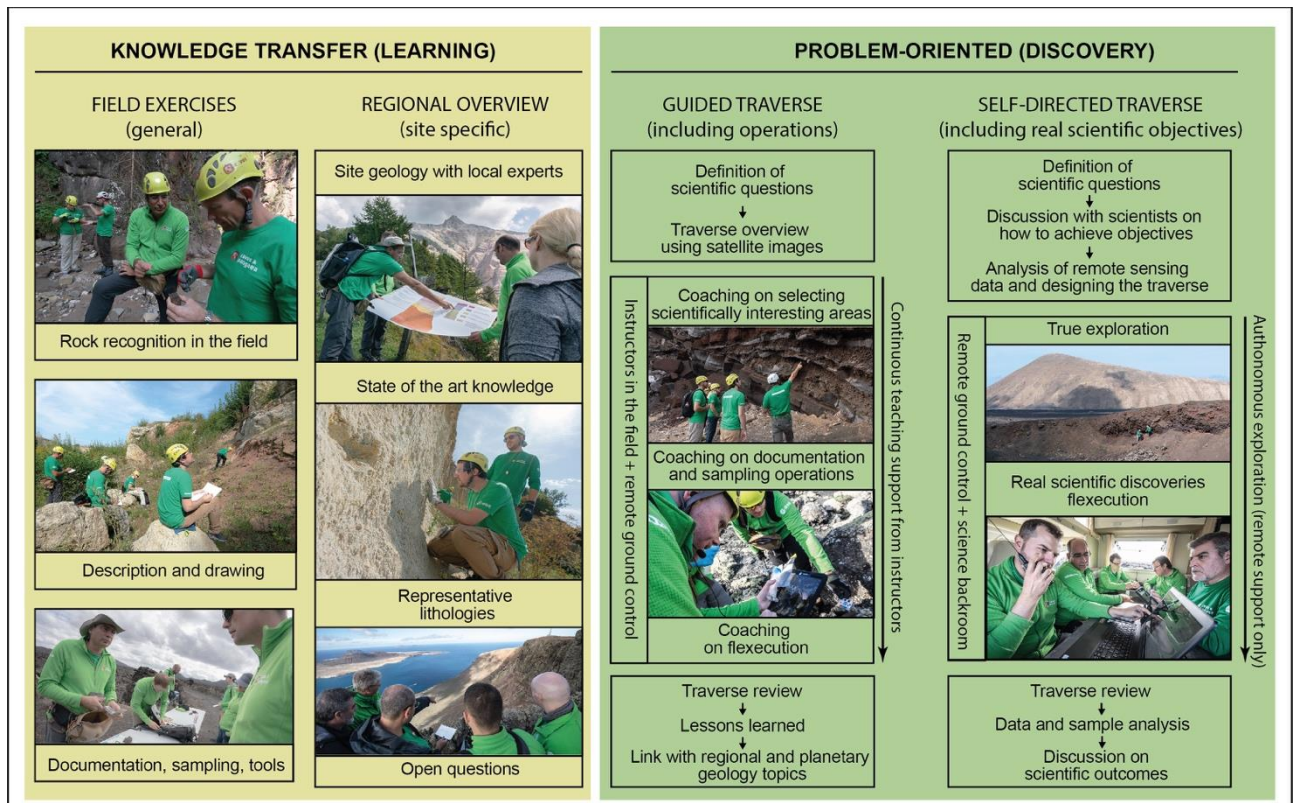 KNOWLEDGE TRANSFER (LEARNING)
FIELD EXERCISES
(general)
Rock recognition in the field
Description and drawing
Documentation, sampling, tools
REGIONAL OVERVIEW
(site specific)
Site geology with local experts
State of the art knowledge
Representative
lithologies
Open questions
PROBLEM-ORIENTED (DISCOVERY)
GUIDED TRAVERSE
(including operations)
Definition of
scientific questions
Traverse overview
using satellite images
Instructors in the field + remote ground control
Coaching on selecting
scientifically interesting areas
Coaching on documentation
and sampling operations
Coaching
on flexecution
Continuous teaching support from instructors
Traverse review
Lessons learned
Link with regional and planetary
geology topics
SELF-DIRECTED TRAVERSE
(including real scientific objectives)
Definition of
scientific questions
Discussion with scientists on
how to achieve objectives
Analysis of remote sensing
data and designing the traverse
Remote ground control + science backroom
True exploration
Real scientific discoveries
flexecution
Authonomous exploration (remote support only)
Traverse review
Data and sample analysis
Discussion on
scientific outcomes